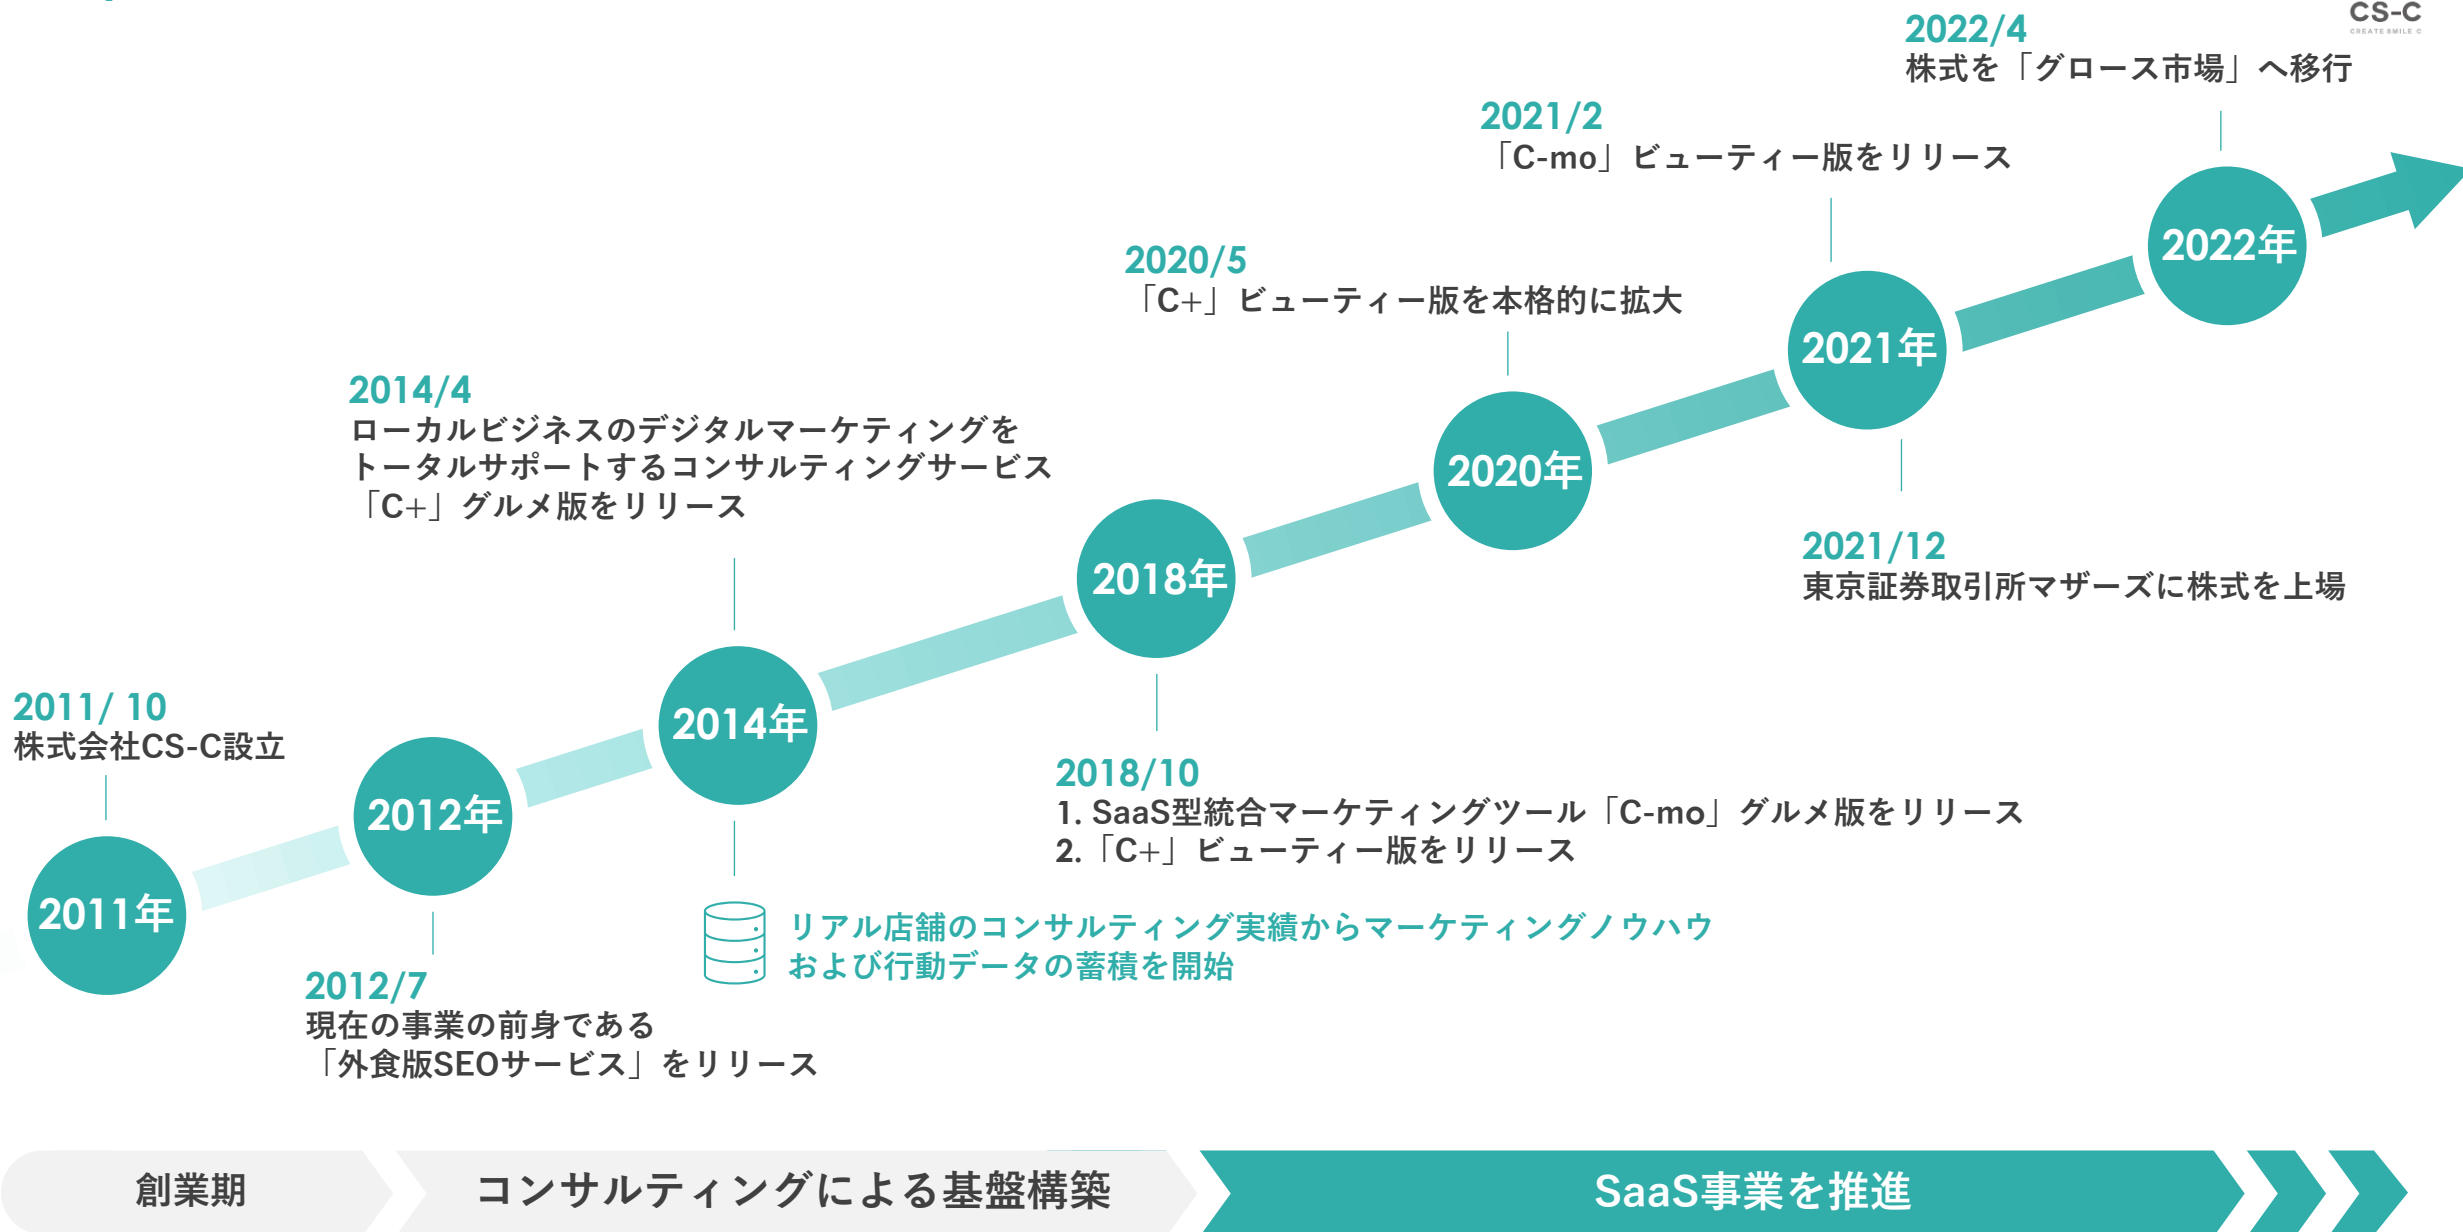 CS-C
CREATE SMILE C
2022/4
株式を「グロース市場」へ移行
2021/2
「C-mo」ビューティー版をリリース
2022年
2020/5
「C+」ビューティー版を本格的に拡大
2021年
2014/4
ローカルビジネスのデジタルマーケティングを
トータルサポートするコンサルティングサービス
「C+」グルメ版をリリース
2020年
2021/12
東京証券取引所マザーズに株式を上場
2018年
2011/ 10
株式会社CS-C設立
2014年
2018/10
1. SaaS型統合マーケティングツール「C-mo」グルメ版をリリース
2.「C+」ビューティー版をリリース
2012年
2011年
リアル店舗のコンサルティング実績からマーケティングノウハウ
および行動データの蓄積を開始
2012/7
現在の事業の前身である
「外食版SEOサービス」をリリース
創業期
コンサルティングによる基盤構築
SaaS事業を推進